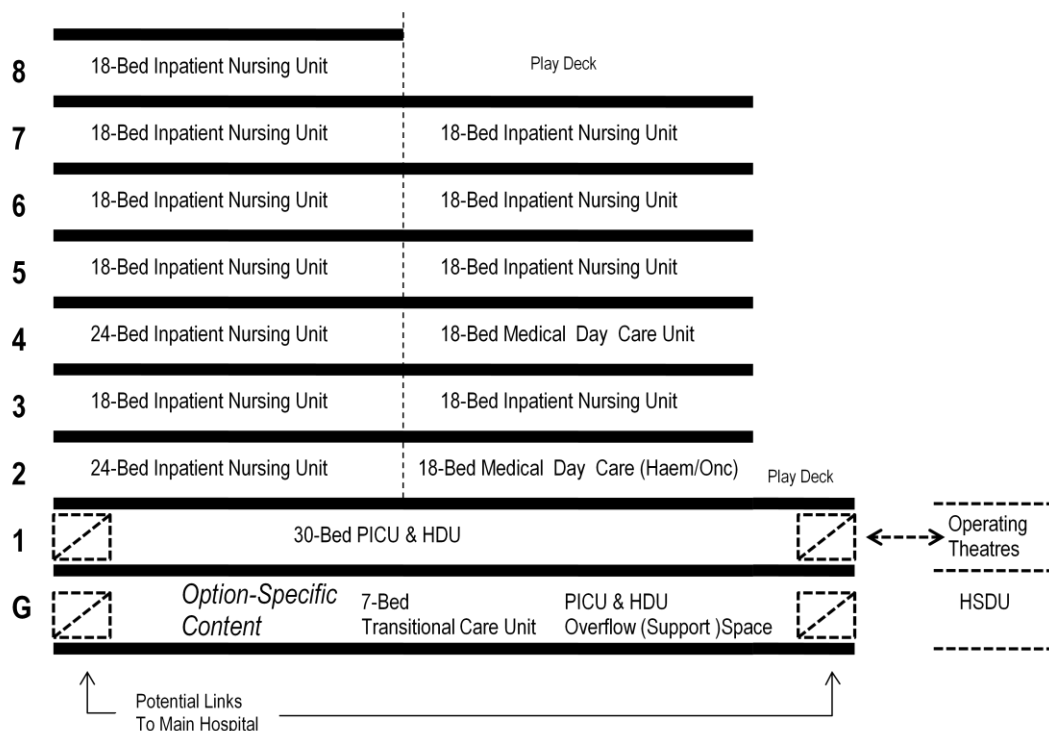 8
18-Bed Inpatient Nursing Unit
Play Deck
7
18-Bed Inpatient Nursing Unit
18-Bed Inpatient Nursing Unit
6
18-Bed Inpatient Nursing Unit
18-Bed Inpatient Nursing Unit
5
18-Bed Inpatient Nursing Unit
18-Bed Inpatient Nursing Unit
4
24-Bed Inpatient Nursing Unit
18-Bed Medical Day Care Unit
3
18-Bed Inpatient Nursing Unit
18-Bed Inpatient Nursing Unit
2
24-Bed Inpatient Nursing Unit
18-Bed Medical Day Care (Haem/Onc)
Play Deck
1
30-Bed PICU & HDU
Operating
Theatres
G
Option-Specific
Content
7-Bed
Transitional Care Unit
PICU & HDU
Overflow (Support )Space
HSDU
Potential Links
To Main Hospital